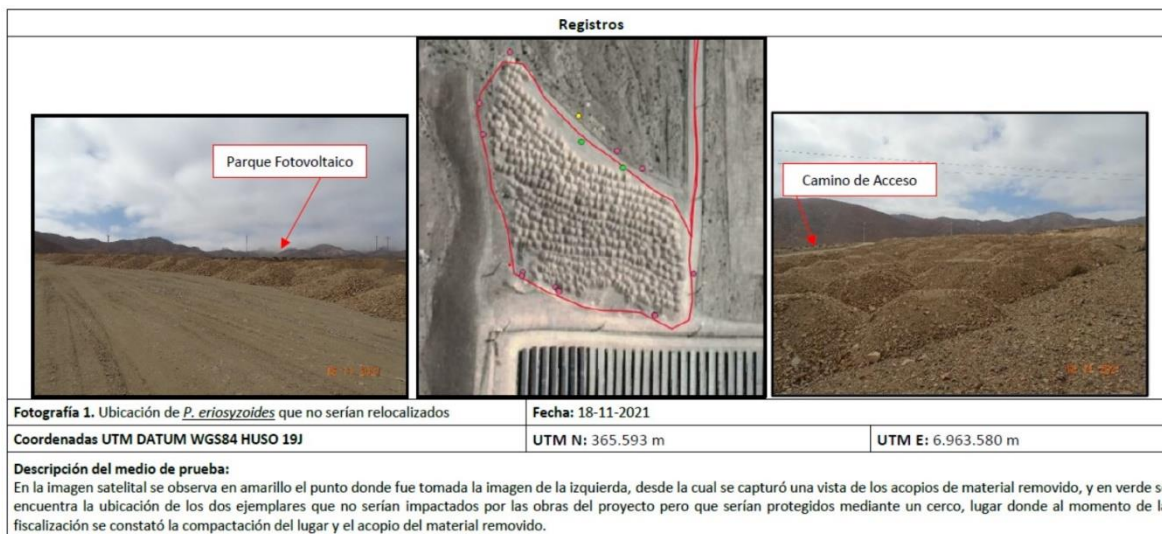 Registros
Parque Fotovoltaico
Camino de Acceso
Fotografía 1. Ubicación de P. eriosyzoides que no serían relocalizados
Fecha: 18-11-2021
Coordenadas UTM DATUM WGS84 HUSO 19J
UTM N: 365.593 m
UTM E: 6.963.580 m
Descripción del medio de prueba:
En la imagen satelital se observa en amarillo el punto donde fue tomada la imagen de la izquierda, desde la cual se capturó una vista de los acopios de material removido, y en verde se
encuentra la ubicación de los dos ejemplares que no serían impactados por las obras del proyecto pero que serían protegidos mediante un cerco, lugar donde al momento de la
fiscalización se constató la compactación del lugar y el acopio del material removido.